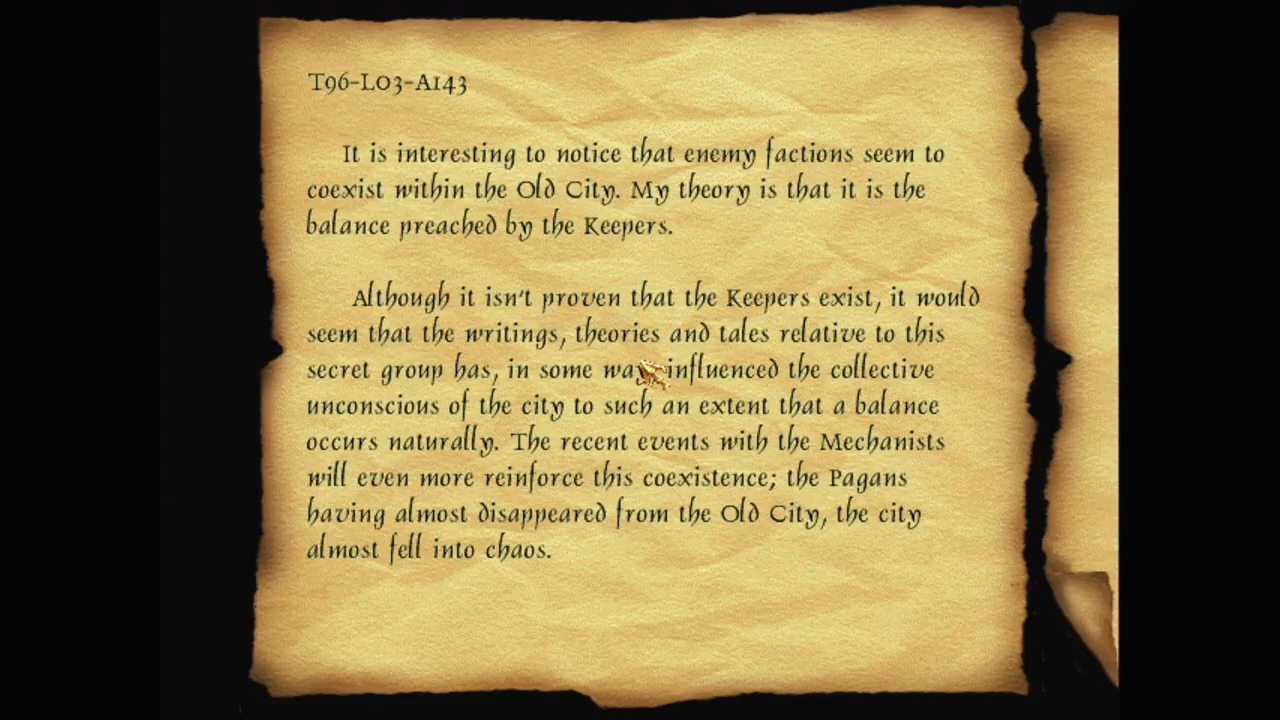 T96-L03-A143
It is interesting to notice that enemy factions seem to
coexist within the Old City. My theory is that it is the
balance preached by the Keepers.
Although it isn't proven that the Keepers exist, it would
seem that the writings, theories and tales relative to this
secret group has, in some way, influenced the collective
unconscious of the city to such an extent that a balance
occurs naturally. The recent events with the Mechanists
will even more reinforce this coexistence; the Pagans
having almost disappeared from the Old City, the city
almost fell into chaos.